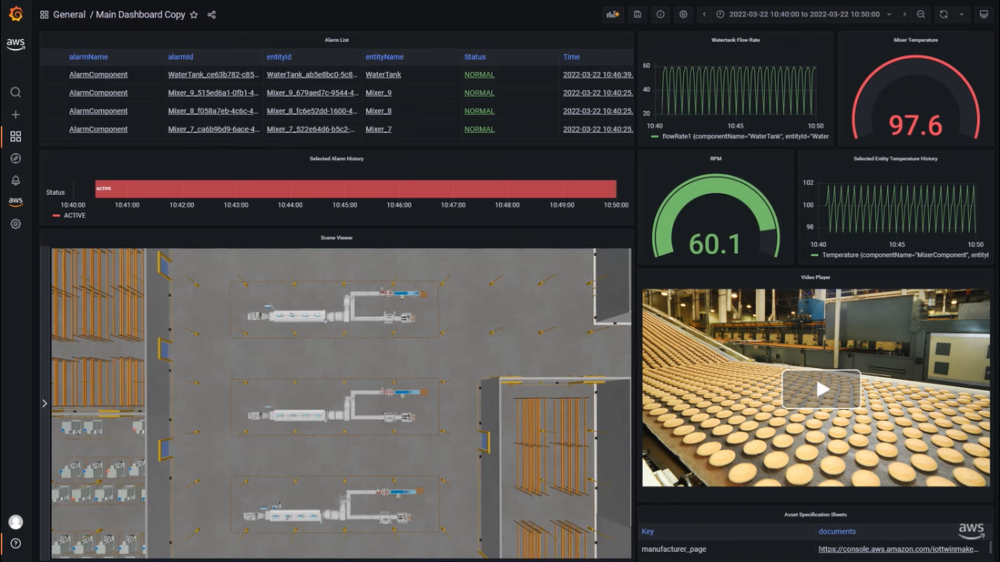 General / Main Dashboard Copy
2022-03-22 10:40:00 to 2022-03-22 10:50:00
aws
Alarm List
alarmName alarmId entityId entityName Status Time
AlarmComponent WaterTank_ce63b782-c85... WaterTank_ab5e8bc0-5c8... WaterTank NORMAL 2022-03-22 10:46:39.
AlarmComponent Mixer_9_515ed6a1-0fb1-4... Mixer_9_679aed7c-9544-4... Mixer_9 NORMAL 2022-03-22 10:40:25.
AlarmComponent Mixer_8_f058a7eb-4c6c-4... Mixer_8_fc6e52dd-1600-4... Mixer_8 NORMAL 2022-03-22 10:40:25.
AlarmComponent Mixer_7_ca6b9bd9-6ace-4... Mixer_7_522e64d6-b5c2-... Mixer_7 NORMAL 2022-03-22 10:40:25.
Watertank Flow Rate
60
40
20
10:40 10:45 10:50
flowRate1 {componentName="WaterTank", entityId="Water
Mixer Temperature
97.6
Selected Alarm History
Status
ACTIVE
10:40:00 10:41:00 10:42:00 10:43:00 10:44:00 10:45:00 10:46:00 10:47:00 10:48:00 10:49:00 10:50:00
ACTIVE
RPM
60.1
Selected Entity Temperature History
102
100
98
10:40 10:45 10:50
Temperature {componentName="MixerComponent", entityI
aws
Scene Viewer
Video Player
Asset Specification Sheets
Key documents
aws
manufacturer_page https://console.aws.amazon.com/iottwinmake...